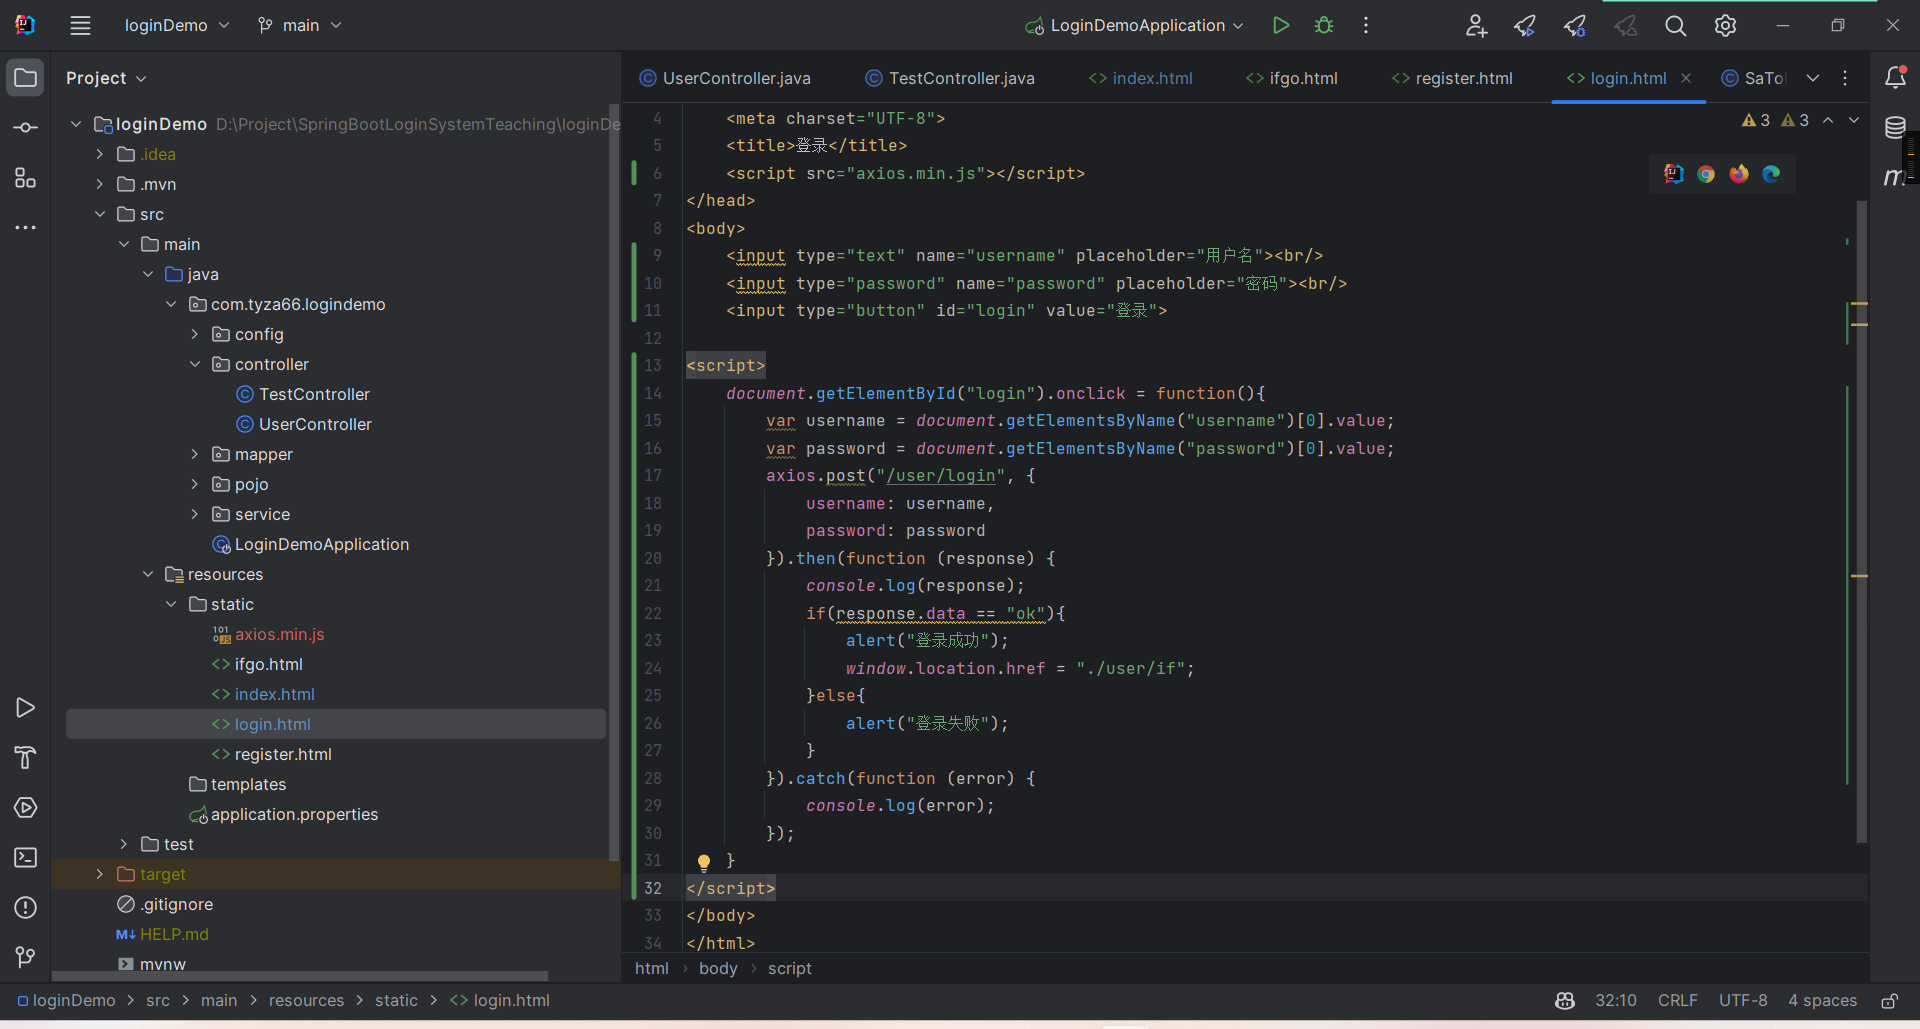 loginDemo
main
LoginDemoApplication
Project
loginDemo D:\Project\SpringBootLoginSystemTeaching\loginDe
.idea
.mvn
src
main
java
com.tyza66.logindemo
config
controller
TestController
UserController
mapper
pojo
service
LoginDemoApplication
resources
static
axios.min.js
ifgo.html
index.html
login.html
register.html
templates
application.properties
test
target
.gitignore
HELP.md
mvnw
UserController.java
TestController.java
index.html
ifgo.html
register.html
login.html
SaTo
3 3
4 <meta charset="UTF-8">
5 <title>登录</title>
6 <script src="axios.min.js"></script>
7 </head>
8 <body>
9 <input type="text" name="username" placeholder="用户名"><br/>
10 <input type="password" name="password" placeholder="密码"><br/>
11 <input type="button" id="login" value="登录">
12
13 <script>
14 document.getElementById("login").onclick = function(){
15 var username = document.getElementsByName("username")[0].value;
16 var password = document.getElementsByName("password")[0].value;
17 axios.post("/user/login", {
18 username: username,
19 password: password
20 }).then(function (response) {
21 console.log(response);
22 if(response.data == "ok"){
23 alert("登录成功");
24 window.location.href = "./user/if";
25 }else{
26 alert("登录失败");
27 }
28 }).catch(function (error) {
29 console.log(error);
30 });
31 }
32 </script>
33 </body>
34 </html>
html › body › script
loginDemo > src > main > resources > static > login.html
32:10 CRLF UTF-8 4 spaces